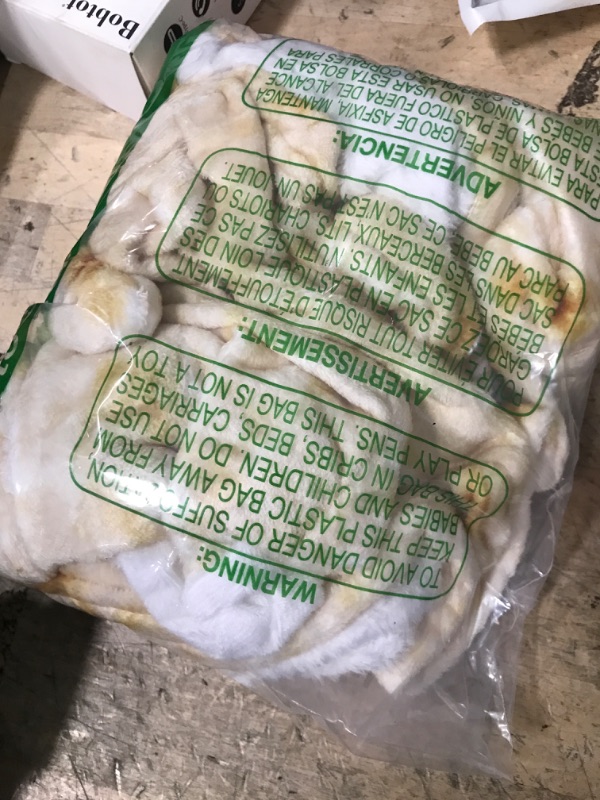 WARNING:
TO AVOID DANGER OF SUFFOCATION
KEEP THIS PLASTIC BAG AWAY FROM
BABIES AND CHILDREN. DO NOT USE
THIS BAG IN CRIBS, BEDS, CARRIAGES
OR PLAY PENS. THIS BAG IS NOT A TOY
AVERTISSEMENT:
POUR EVITER TOUT RISQUE D'ETOUFFEMENT
GARDEZ CE SAC EN PLASTIQUE LOIN DES
BEBES ET LES ENFANTS. N'UTILISEZ PAS CE
SAC DANS LES BERCEAUX, LITS, CHARIOTS OU
PARC AU BEBE. CE SAC N'EST PAS UN JOUET.
ADVERTENCIA:
PARA EVITAR EL PELIGRO DE ASFIXIA, MANTENGA
ESTA BOLSA DE PLASTICO FUERA DEL ALCANCE
BEBES Y NIÑOS. NO USAR ESTA BOLSA EN
CORRALES PARA
Bobtot